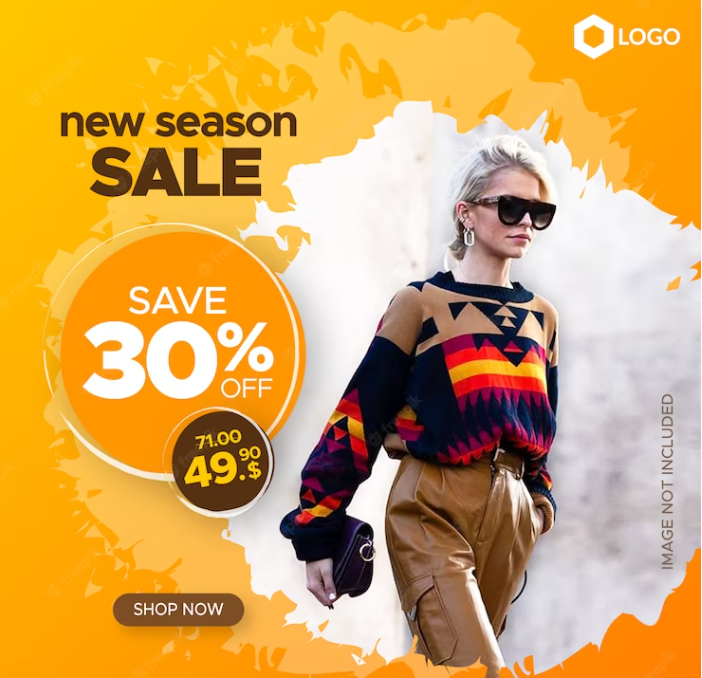 LOGO
new season
SALE
SAVE
30%
OFF
71.00
49.90$
SHOP NOW
IMAGE NOT INCLUDED